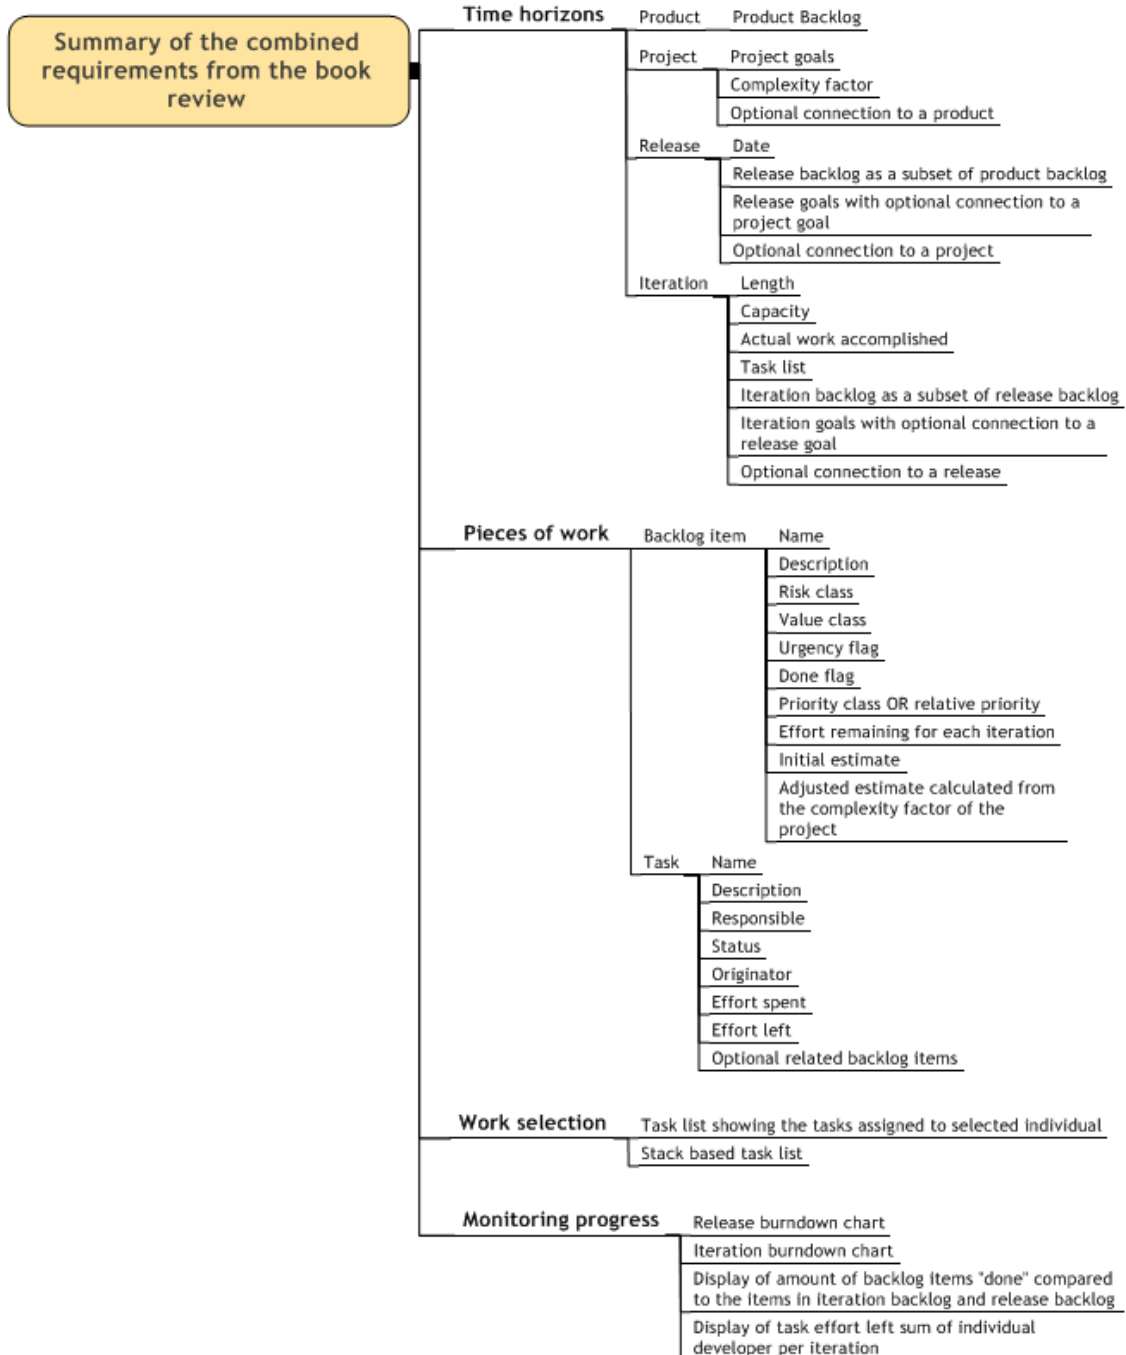 Summary of the combined
requirements from the book
review
Time horizons
Product
Product Backlog
Project
Project goals
Complexity factor
Optional connection to a product
Release
Date
Release backlog as a subset of product backlog
Release goals with optional connection to a
project goal
Optional connection to a project
Iteration
Length
Capacity
Actual work accomplished
Task list
Iteration backlog as a subset of release backlog
Iteration goals with optional connection to a
release goal
Optional connection to a release
Pieces of work
Backlog item
Name
Description
Risk class
Value class
Urgency flag
Done flag
Priority class OR relative priority
Effort remaining for each iteration
Initial estimate
Adjusted estimate calculated from
the complexity factor of the
project
Task
Name
Description
Responsible
Status
Originator
Effort spent
Effort left
Optional related backlog items
Work selection
Task list showing the tasks assigned to selected individual
Stack based task list
Monitoring progress
Release burndown chart
Iteration burndown chart
Display of amount of backlog items "done" compared
to the items in iteration backlog and release backlog
Display of task effort left sum of individual
developer per iteration